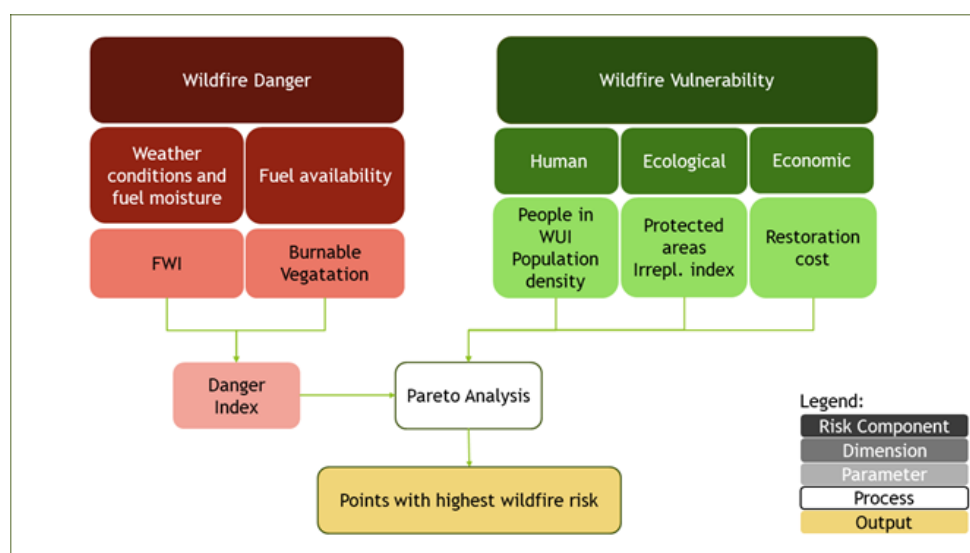 Wildfire Danger
Wildfire Vulnerability
Weather
conditions and
fuel moisture
Fuel availability
Human
Ecological
Economic
FWI
Burnable
Vegatation
People in
WUI
Population
density
Protected
areas
Irrepl. index
Restoration
cost
Danger
Index
Pareto Analysis
Points with highest wildfire risk
Legend:
Risk Component
Dimension
Parameter
Process
Output